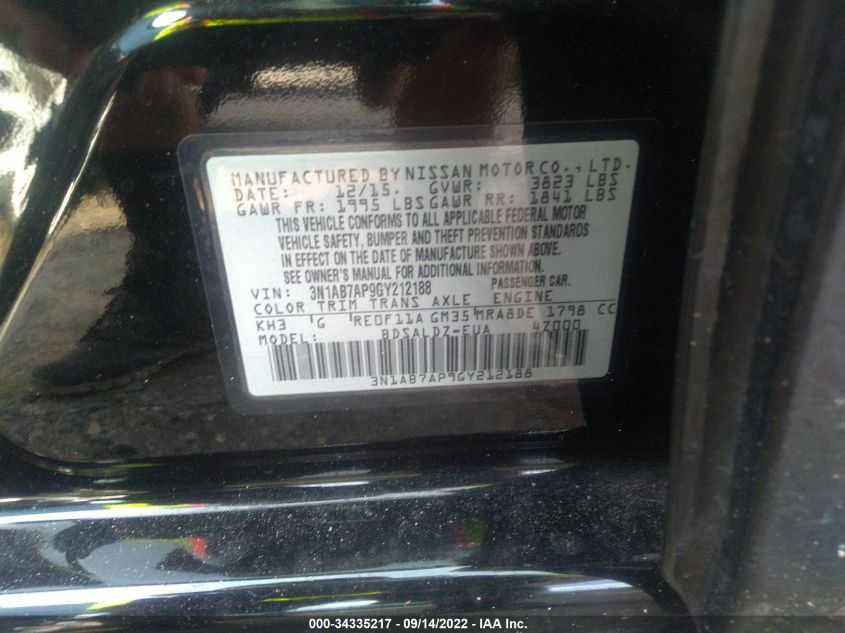 MANUFACTURED BY NISSAN MOTOR CO., LTD.
DATE: 12/15. GVWR: 3823 LBS
GAWR FR: 1995 LBS GAWR RR: 1841 LBS
THIS VEHICLE CONFORMS TO ALL APPLICABLE FEDERAL MOTOR
VEHICLE SAFETY, BUMPER AND THEFT PREVENTION STANDARDS
IN EFFECT ON THE DATE OF MANUFACTURE SHOWN ABOVE.
SEE OWNER'S MANUAL FOR ADDITIONAL INFORMATION.
VIN: 3N1AB7AP9GY212188 PASSENGER CAR.
COLOR TRIM TRANS AXLE ENGINE
KH3 'G 'RE0F11A GM35 MRA8DE 1798 CC
MODEL: BDSALDZ-EUA 4Z000
3N1AB7AP9GY212188
000-34335217 - 09/14/2022 - IAA Inc.